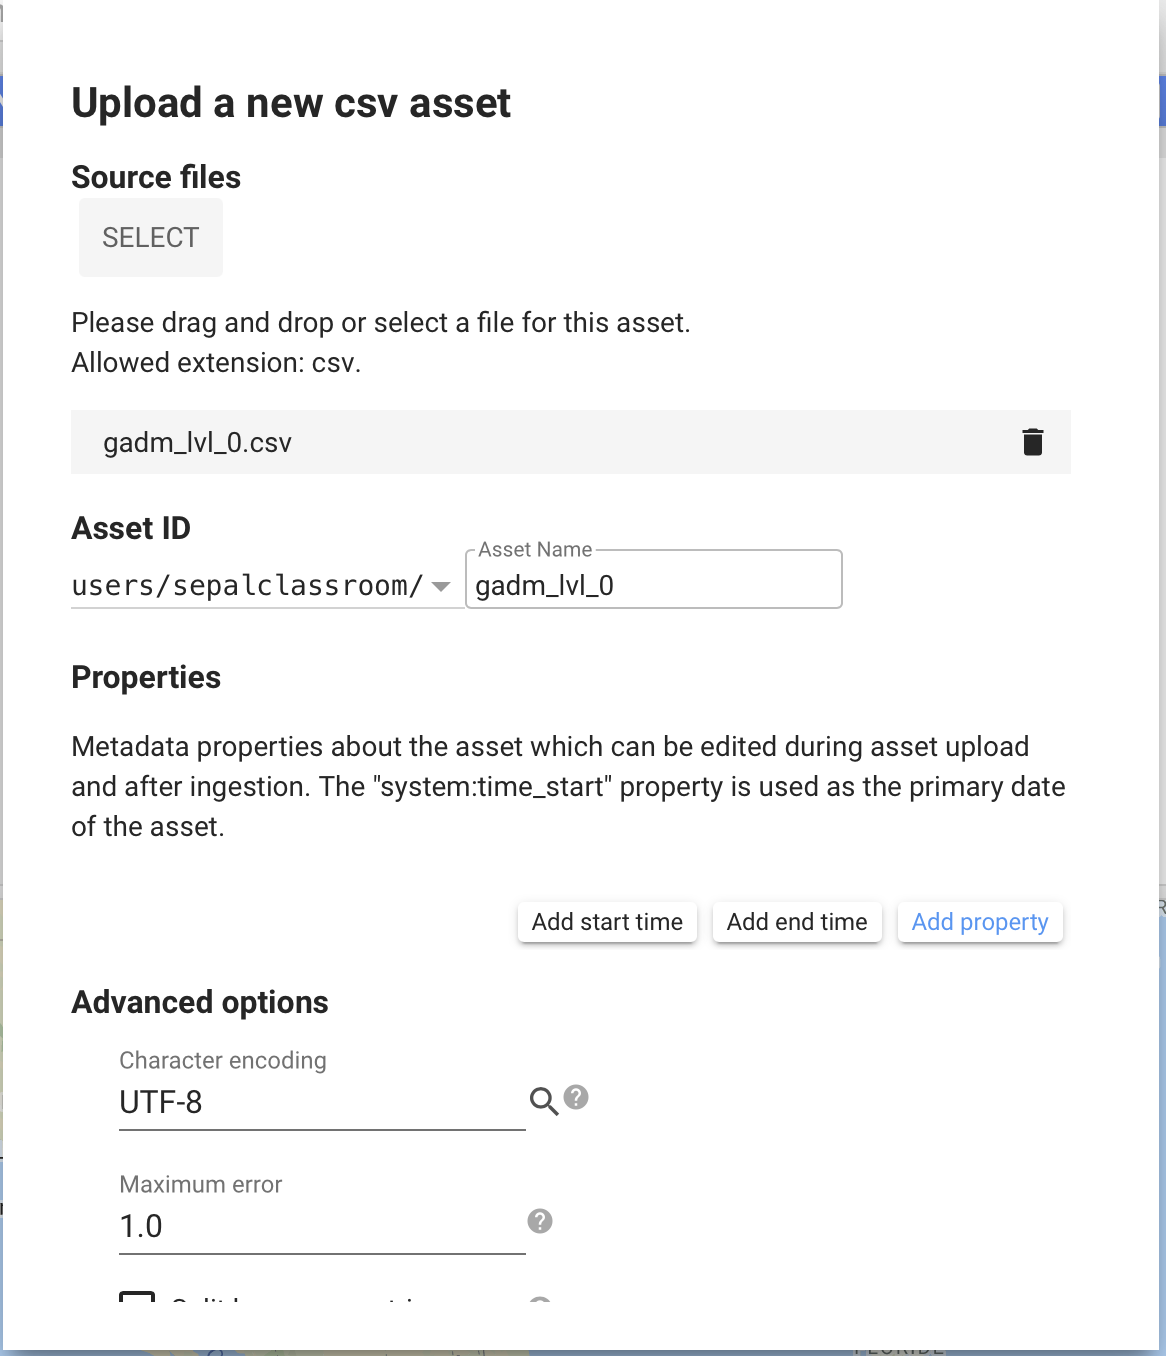 Upload a new csv asset
Source files
SELECT
Please drag and drop or select a file for this asset.
Allowed extension: csv.
gadm_lvl_0.csv
Asset ID
Asset Name
users/sepalclassroom/ gadm_lvl_0
Properties
Metadata properties about the asset which can be edited during asset upload
and after ingestion. The "system:time_start" property is used as the primary date
of the asset.
Add start time Add end time Add property
Advanced options
Character encoding
UTF-8
Maximum error
1.0